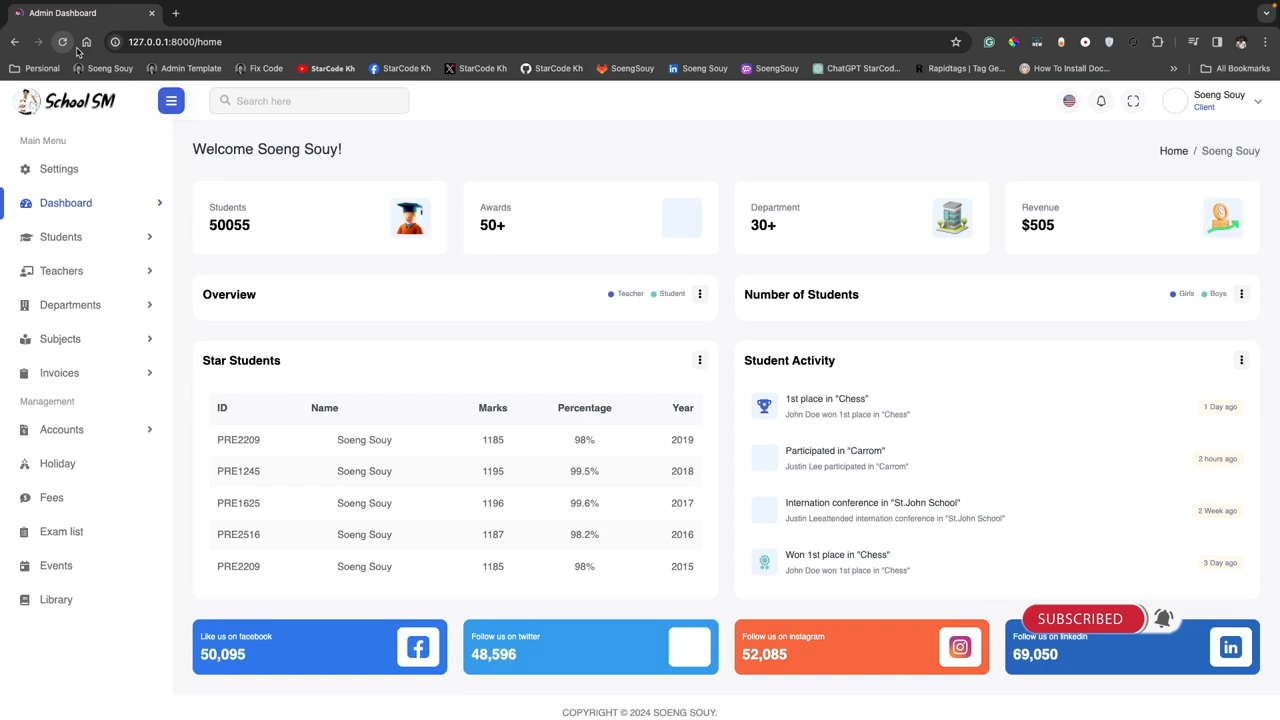 Admin Dashboard
127.0.0.1:8000/home
Persional
Soeng Souy
Admin Template
Fix Code
StarCode Kh
StarCode Kh
StarCode Kh
StarCode Kh
SoengSouy
Soeng Souy
SoengSouy
ChatGPT StarCod...
Rapidtags | Tag Ge...
How To Install Doc...
»
All Bookmarks
School SM
Search here
Soeng Souy
Client
Main Menu
Settings
Dashboard
Students
Teachers
Departments
Subjects
Invoices
Management
Accounts
Holiday
Fees
Exam list
Events
Library
Welcome Soeng Souy!
Home / Soeng Souy
Students
50055
Awards
50+
Department
30+
Revenue
$505
Overview
Teacher Student
Number of Students
Girls Boys
Star Students
ID Name Marks Percentage Year
PRE2209 Soeng Souy 1185 98% 2019
PRE1245 Soeng Souy 1195 99.5% 2018
PRE1625 Soeng Souy 1196 99.6% 2017
PRE2516 Soeng Souy 1187 98.2% 2016
PRE2209 Soeng Souy 1185 98% 2015
Student Activity
1st place in "Chess"
John Doe won 1st place in "Chess"
1 Day ago
Participated in "Carrom"
Justin Lee participated in "Carrom"
2 hours ago
Internation conference in "St.John School"
Justin Leeattended internation conference in "St.John School"
2 Week ago
Won 1st place in "Chess"
John Doe won 1st place in "Chess"
3 Day ago
SUBSCRIBED
Like us on facebook
50,095
Follow us on twitter
48,596
Follow us on instagram
52,085
Follow us on linkedin
69,050
COPYRIGHT © 2024 SOENG SOUY.